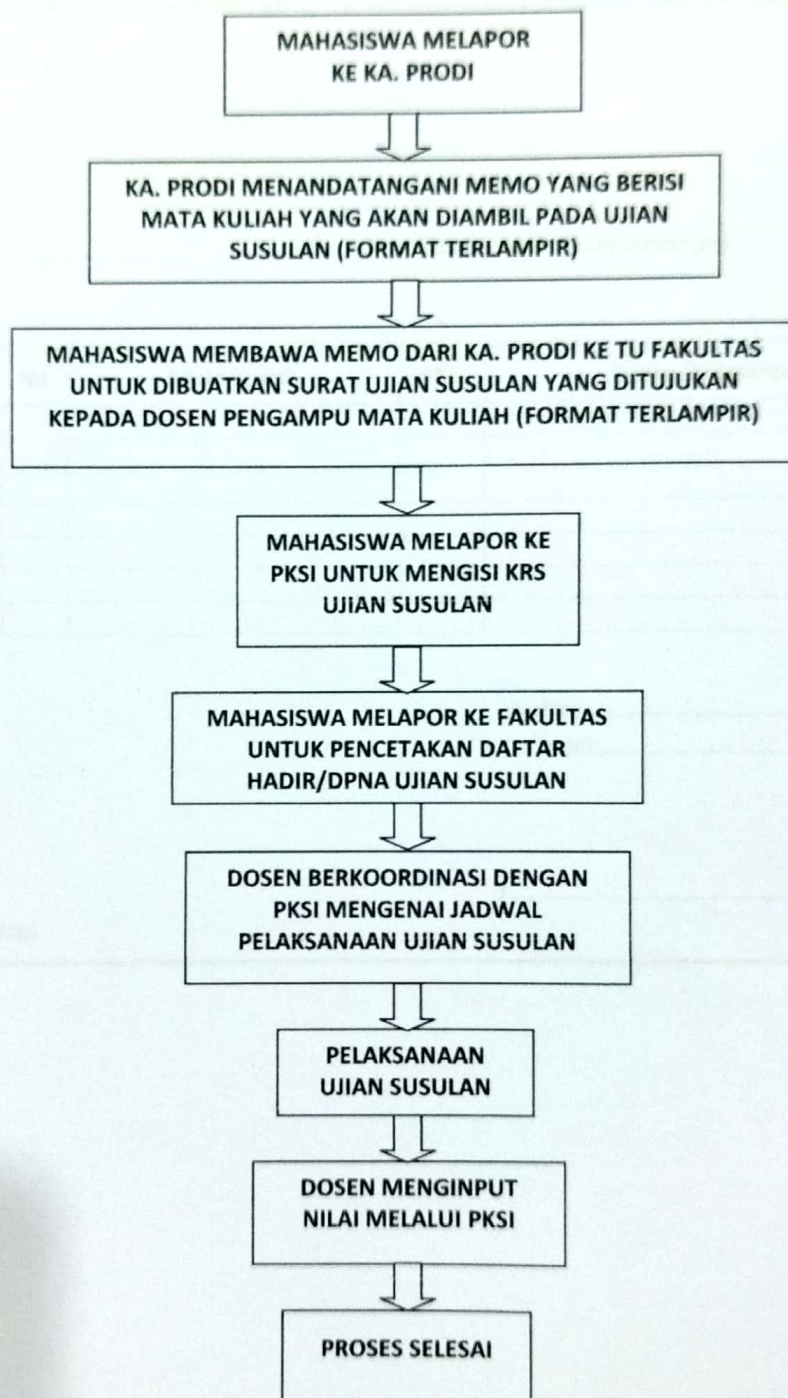 MAHASISWA MELAPOR
KE KA. PRODI
KA. PRODI MENANDATANGANI MEMO YANG BERISI
MATA KULIAH YANG AKAN DIAMBIL PADA UJIAN
SUSULAN (FORMAT TERLAMPIR)
MAHASISWA MEMBAWA MEMO DARI KA. PRODI KE TU FAKULTAS
UNTUK DIBUATKAN SURAT UJIAN SUSULAN YANG DITUJUKAN
KEPADA DOSEN PENGAMPU MATA KULIAH (FORMAT TERLAMPIR)
MAHASISWA MELAPOR KE
PKSI UNTUK MENGISI KRS
UJIAN SUSULAN
MAHASISWA MELAPOR KE FAKULTAS
UNTUK PENCETAKAN DAFTAR
HADIR/DPNA UJIAN SUSULAN
DOSEN BERKOORDINASI DENGAN
PKSI MENGENAI JADWAL
PELAKSANAAN UJIAN SUSULAN
PELAKSANAAN
UJIAN SUSULAN
DOSEN MENGINPUT
NILAI MELALUI PKSI
PROSES SELESAI